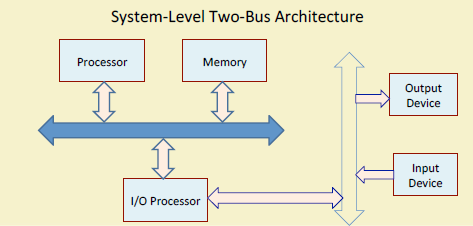 System-Level Two-Bus Architecture
Processor
Memory
Output
Device
Input
Device
I/O Processor